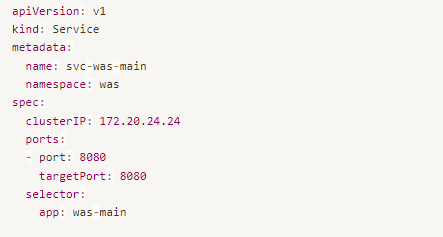 apiVersion: v1
kind: Service
metadata:
  name: svc-was-main
  namespace: was
spec:
  clusterIP: 172.20.24.24
  ports:
  - port: 8080
    targetPort: 8080
  selector:
    app: was-main